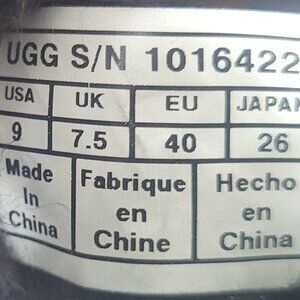 UGG S/N 1016422
USA UK EU JAPAN
9 7.5 40 26
Made Fabrique Hecho
In en en
China Chine China